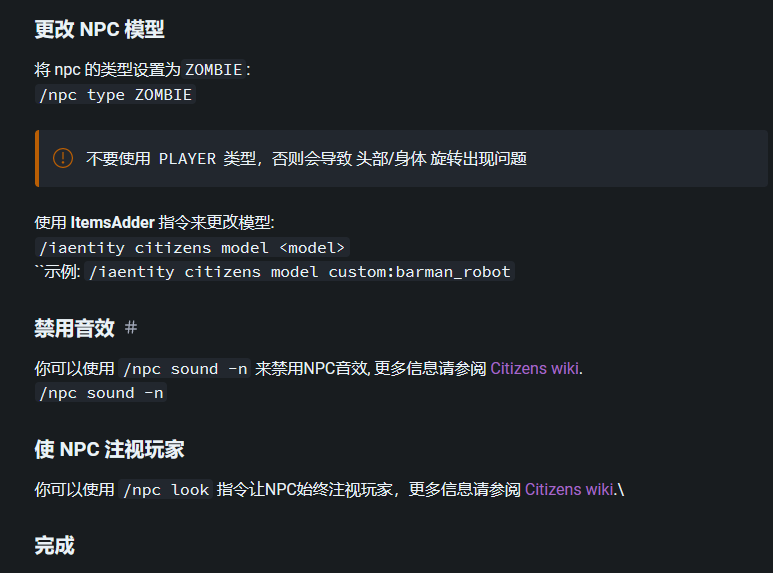 更改 NPC 模型
将 npc 的类型设置为 ZOMBIE :
/npc type ZOMBIE
不要使用 PLAYER 类型，否则会导致 头部/身体 旋转出现问题
使用 ItemsAdder 指令来更改模型:
/iaentity citizens model <model>
``示例: /iaentity citizens model custom:barman_robot
禁用音效 #
你可以使用 /npc sound -n 来禁用NPC音效, 更多信息请参阅 Citizens wiki.
/npc sound -n
使 NPC 注视玩家
你可以使用 /npc look 指令让NPC始终注视玩家，更多信息请参阅 Citizens wiki.\
完成